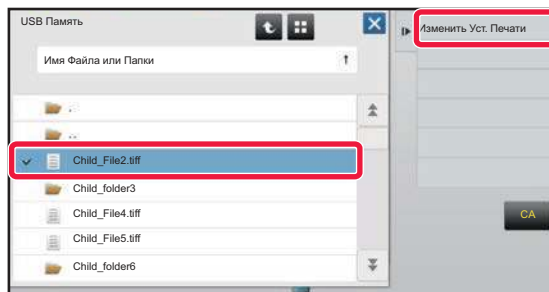 USB Память
Изменить Уст. Печати
Имя Файла или Папки
.
..
Child_File2.tiff
Child_folder3
Child_File4.tiff
Child_File5.tiff
CA
Child_folder6